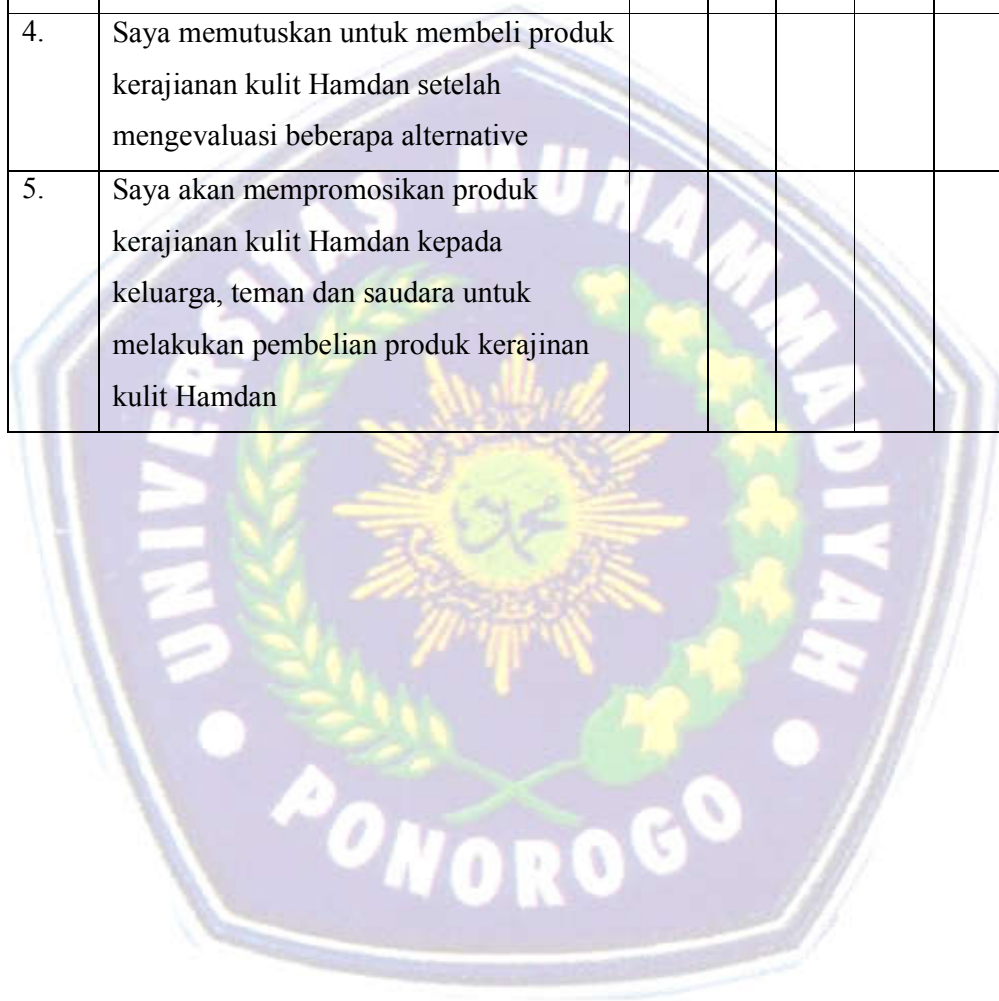 4. Saya memutuskan untuk membeli produk
kerajianan kulit Hamdan setelah
mengevaluasi beberapa alternative
5. Saya akan mempromosikan produk
kerajianan kulit Hamdan kepada
keluarga, teman dan saudara untuk
melakukan pembelian produk kerajinan
kulit Hamdan
UNIVERSITAS MUHAMMADIYAH
PONOROGO